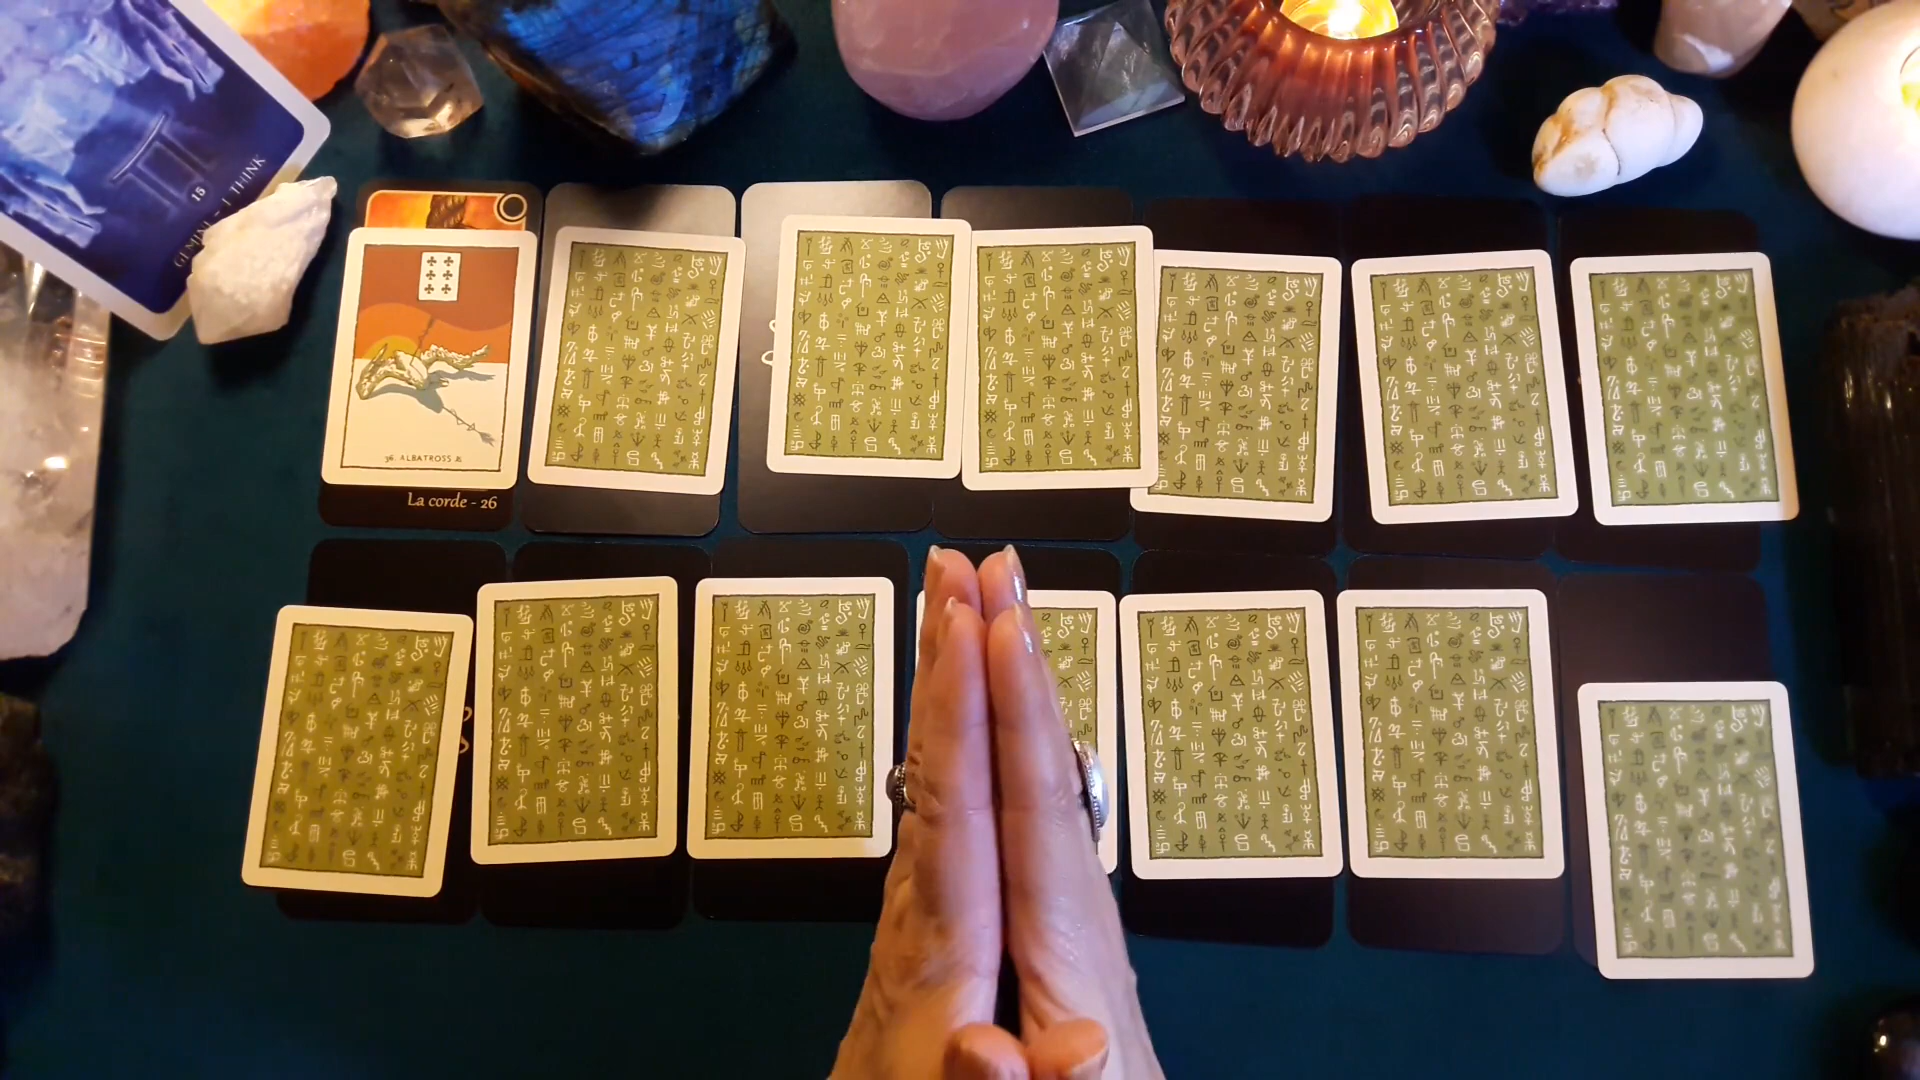 15
GEMINI - I THINK
36. ALBATROSS
La corde - 26